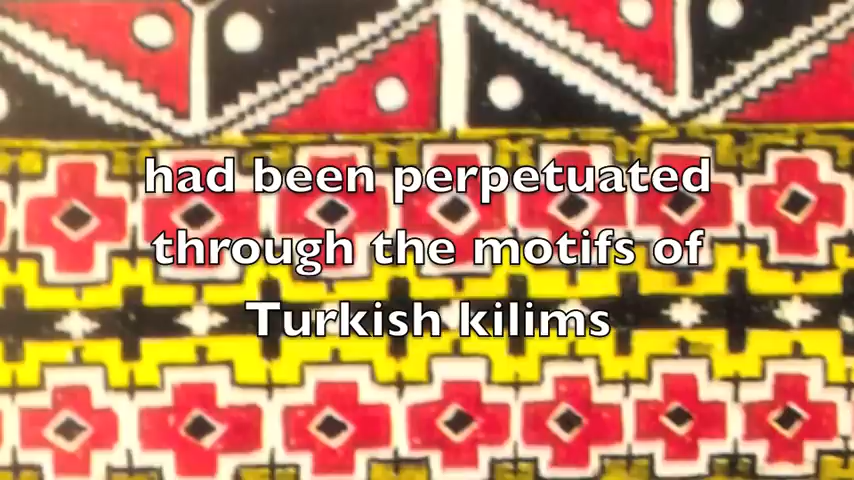 had been perpetuated
through the motifs of
Turkish kilims